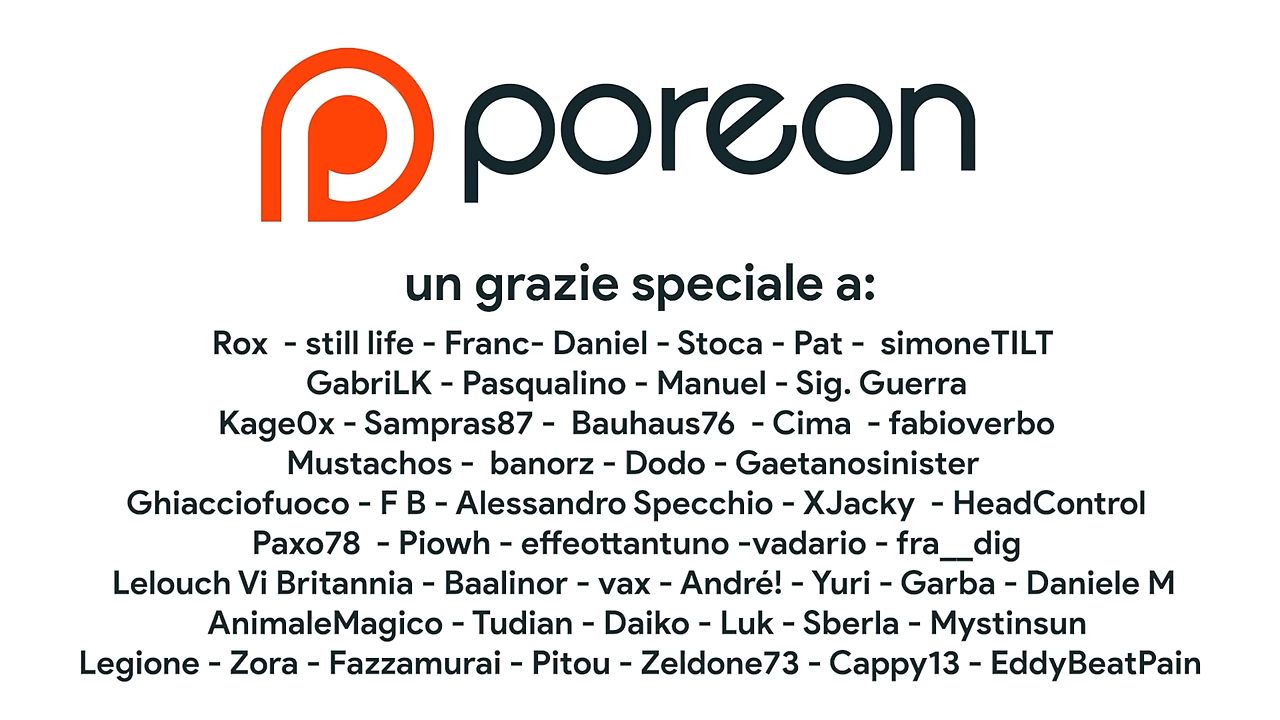 poreon
un grazie speciale a:
Rox - still life - Franc- Daniel - Stoca - Pat - simoneTILT
GabriLK - Pasqualino - Manuel - Sig. Guerra
Kage0x - Sampras87 - Bauhaus76 - Cima - fabioverbo
Mustachos - banorz - Dodo - Gaetanosinister
Ghiacciofuoco - F B - Alessandro Specchio - XJacky - HeadControl
Paxo78 - Piowh - effeottantuno -vadario - fra__dig
Lelouch Vi Britannia - Baalinor - vax - André! - Yuri - Garba - Daniele M
AnimaleMagico - Tudian - Daiko - Luk - Sberla - Mystinsun
Legione - Zora - Fazzamurai - Pitou - Zeldone73 - Cappy13 - EddyBeatPain